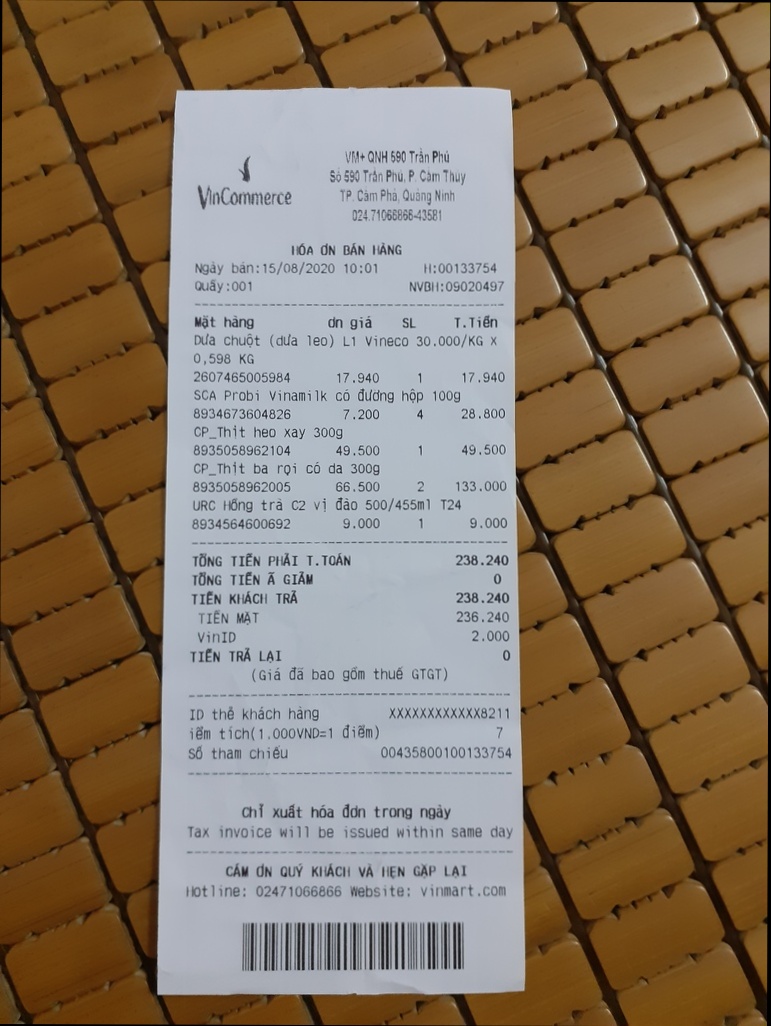 VinCommerce
VM+ QNH 590 Trần Phú
Số 590 Trần Phú, P. Cẩm Thủy
TP. Cẩm Phả, Quảng Ninh
024.71066866-43581
HÓA ƠN BÁN HÀNG
Ngày bán:15/08/2020 10:01 H:00133754
Quầy:001 NVBH:09020497
Mặt hàng ơn giá SL T.Tiền
Dưa chuột (dưa leo) L1 Vineco 30.000/KG X
0,598 KG
2607465005984 17.940 1 17.940
SCA Probi Vinamilk có đường hộp 100g
8934673604826 7.200 4 28.800
CP_Thịt heo xay 300g
8935058962104 49.500 1 49.500
CP_Thịt ba rọi có da 300g
8935058962005 66.500 2 133.000
URC Hồng trà C2 vị đào 500/455ml T24
8934564600692 9.000 1 9.000
TỔNG TIỀN PHẢI T.TOÁN 238.240
TỔNG TIỀN Ã GIẢM 0
TIỀN KHÁCH TRẢ 238.240
TIỀN MẶT 236.240
VinID 2.000
TIỀN TRẢ LẠI 0
(Giá đã bao gồm thuế GTGT)
ID thẻ khách hàng XXXXXXXXXXXX8211
iểm tích(1.000VND=1 điểm) 7
Số tham chiếu 00435800100133754
Chỉ xuất hóa đơn trong ngày
Tax invoice will be issued within same day
CẢM ƠN QUÝ KHÁCH VÀ HẸN GẶP LẠI
Hotline: 02471066866 Website: vinmart.com